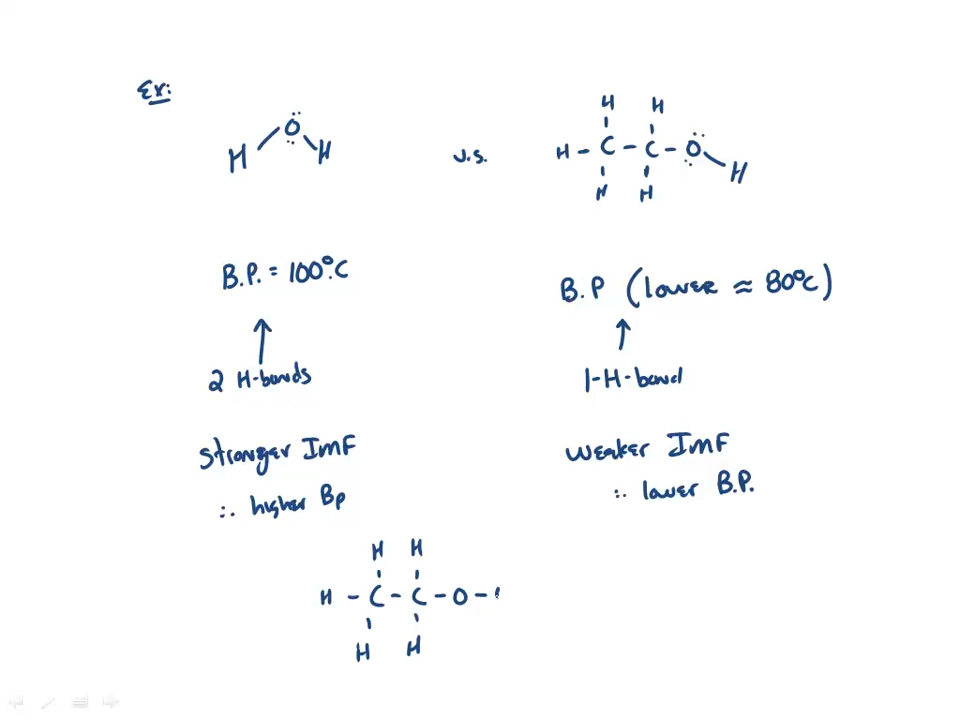 Ex:
H O H
v.s.
H H
H - C - C - O H
H H
B.P. = 100°C
B.P (lower ≈ 80°C)
2 H-bonds
1-H-bond
stronger IMF
∴ higher Bp
weaker IMF
∴ lower B.P.
H H
H - C - C - O -
H H